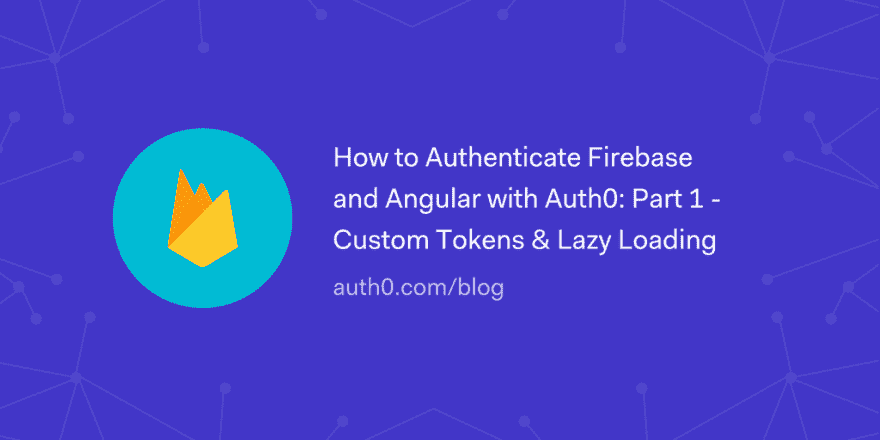 How to Authenticate Firebase
and Angular with Auth0: Part 1 -
Custom Tokens & Lazy Loading
auth0.com/blog